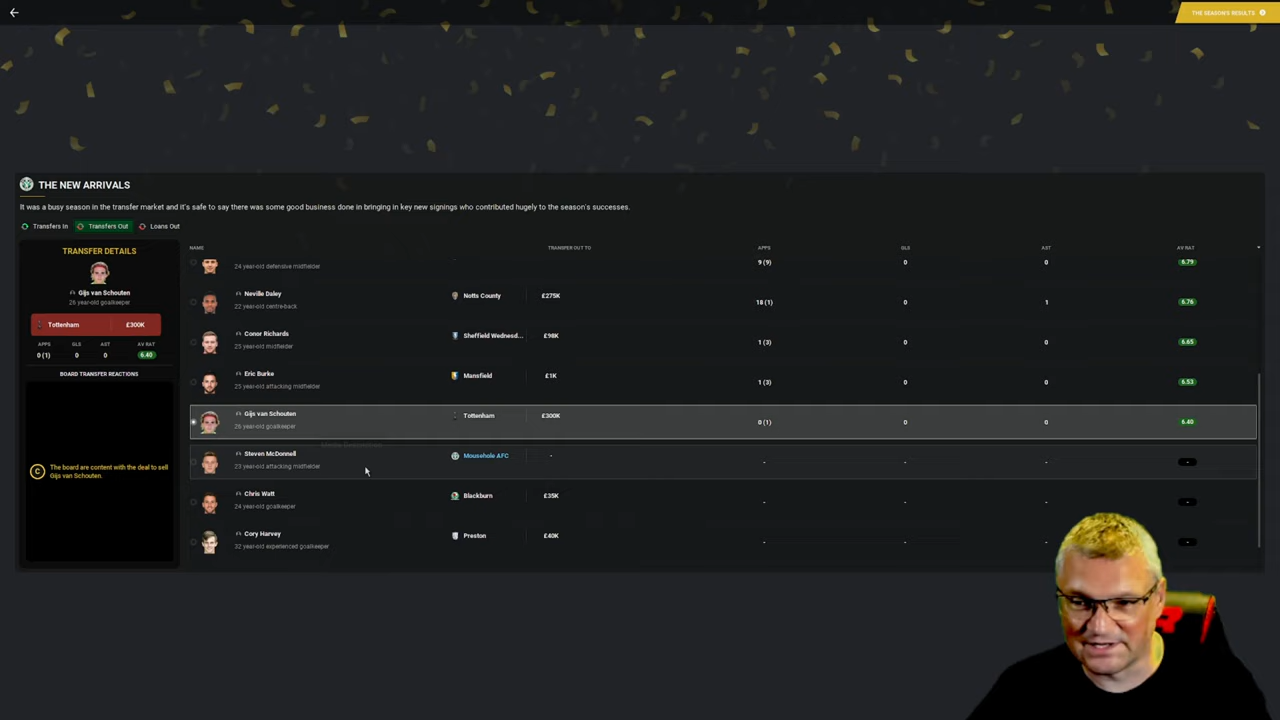 THE SEASON'S RESULTS
THE NEW ARRIVALS
It was a busy season in the transfer market and it's safe to say there was some good business done in bringing in key new signings who contributed hugely to the season's successes.
Transfers In Transfers Out Loans Out
TRANSFER DETAILS
Gijs van Schouten
26 year-old goalkeeper
Tottenham £300K
APPS GLS AST AV RAT
0 (1) 0 0 6.40
BOARD TRANSFER REACTIONS
C
The board are content with the deal to sell
Gijs van Schouten.
NAME TRANSFER OUT TO APPS GLS AST AV RAT
24 year-old defensive midfielder - 9 (9) 0 0 6.79
Neville Daley Notts County £275K 18 (1) 0 1 6.76
22 year-old centre-back
Conor Richards Sheffield Wednesd... £98K 1 (3) 0 0 6.65
25 year-old midfielder
Eric Burke Mansfield £1K 1 (3) 0 0 6.53
25 year-old attacking midfielder
Gijs van Schouten Tottenham £300K 0 (1) 0 0 6.40
26 year-old goalkeeper
Steven McDonnell Mousehole AFC - - - - -
23 year-old attacking midfielder
Chris Watt Blackburn £35K - - - -
24 year-old goalkeeper
Cory Harvey Preston £40K - - - -
32 year-old experienced goalkeeper